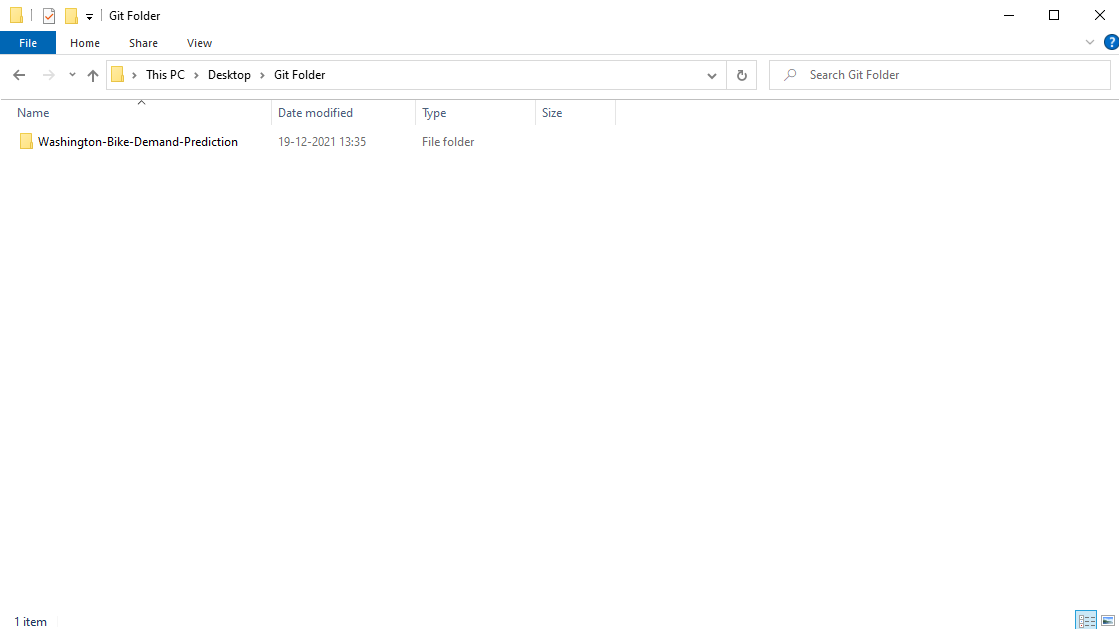 Git Folder
File Home Share View ?
This PC Desktop Git Folder Search Git Folder
Name Date modified Type Size
Washington-Bike-Demand-Prediction 19-12-2021 13:35 File folder
1 item